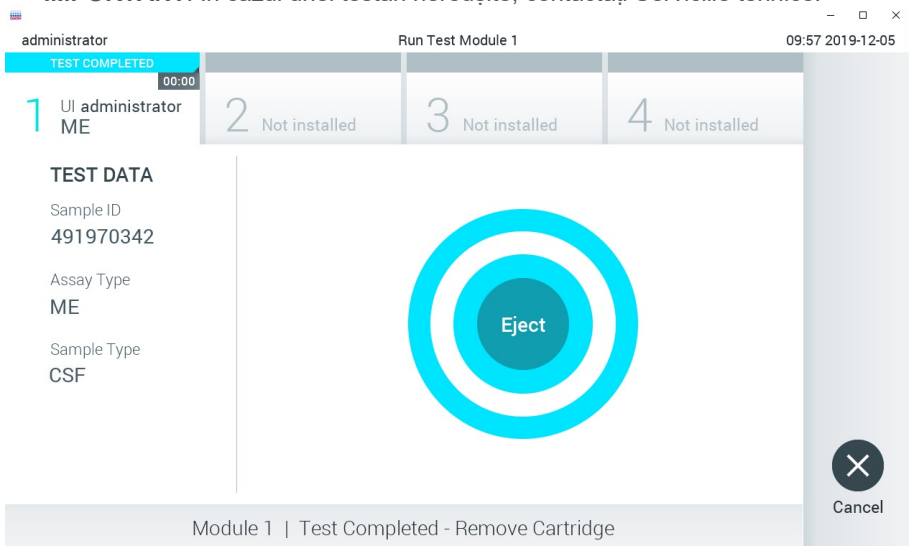 administrator
Run Test Module 1
09:57 2019-12-05
TEST COMPLETED
00:00
1 UI administrator
ME
2 Not installed
3 Not installed
4 Not installed
TEST DATA
Sample ID
491970342
Assay Type
ME
Sample Type
CSF
Eject
Cancel
Module 1 | Test Completed - Remove Cartridge